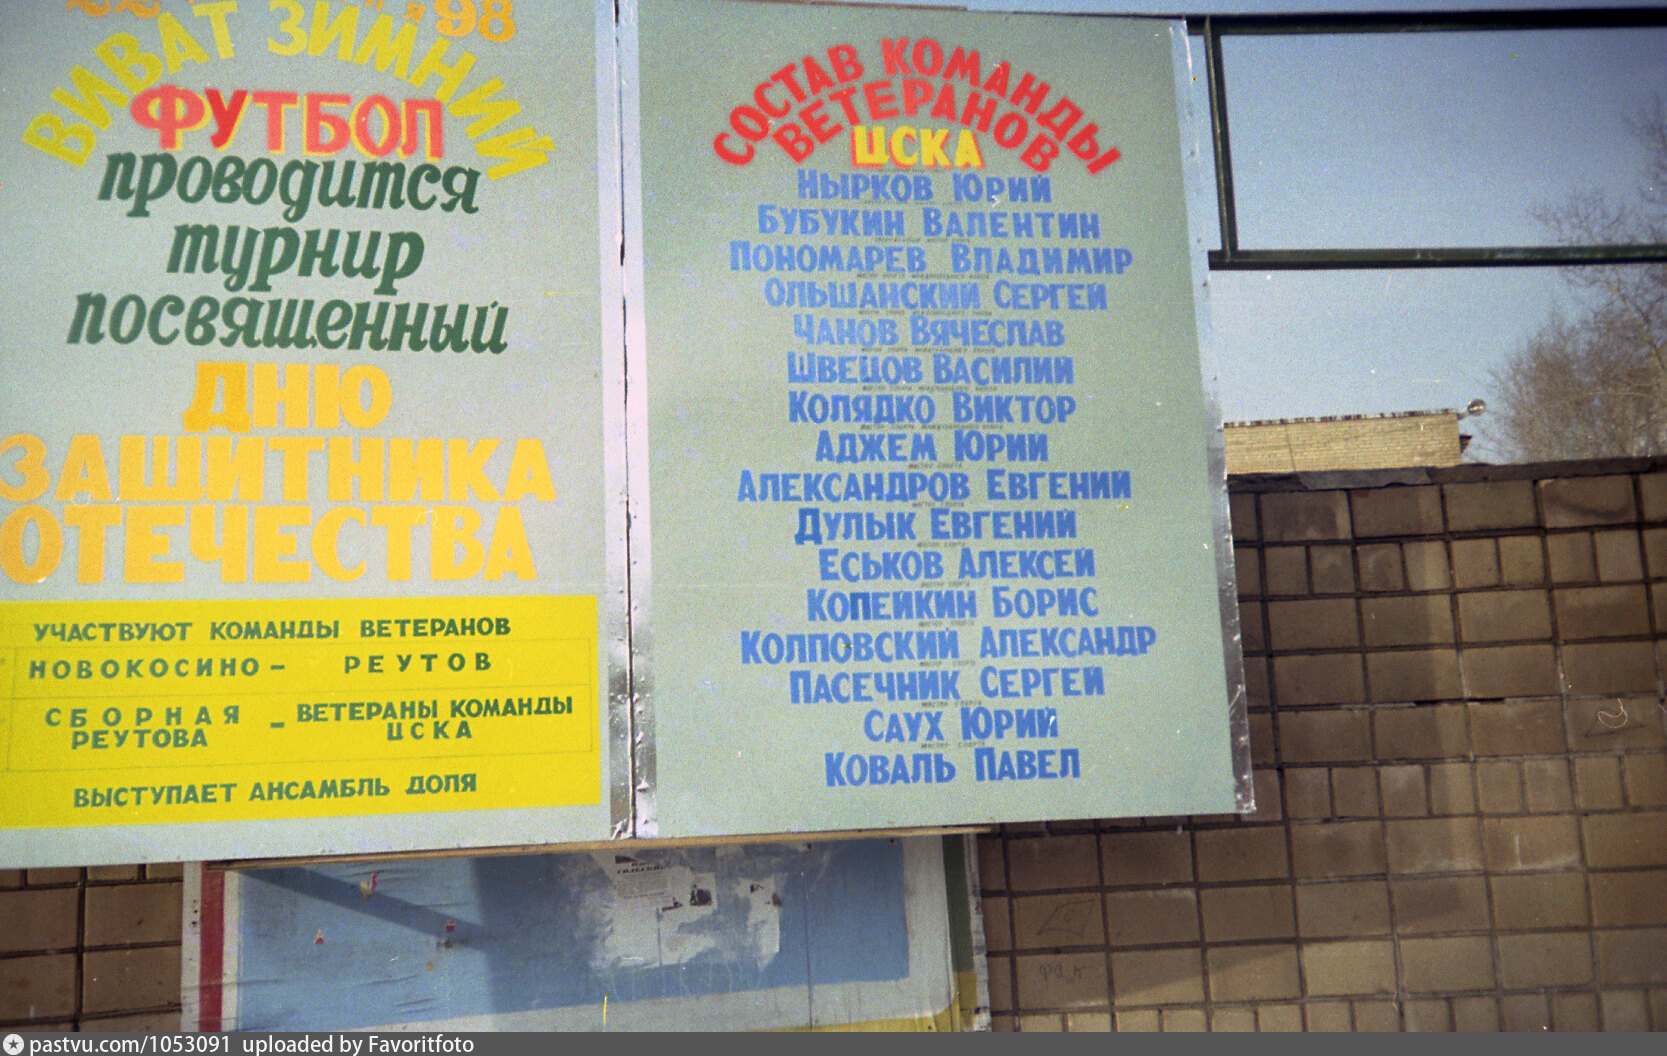 98
ВИВАТ ЗИМНИЙ
ФУТБОЛ
проводится
турнир
посвященный
ДНЮ
ЗАЩИТНИКА
ОТЕЧЕСТВА
УЧАСТВУЮТ КОМАНДЫ ВЕТЕРАНОВ
НОВОКОСИНО – РЕУТОВ
СБОРНАЯ РЕУТОВА – ВЕТЕРАНЫ КОМАНДЫ ЦСКА
ВЫСТУПАЕТ АНСАМБЛЬ ДОЛЯ
СОСТАВ КОМАНДЫ
ВЕТЕРАНОВ
ЦСКА
НЫРКОВ ЮРИЙ
БУБУКИН ВАЛЕНТИН
ПОНОМАРЕВ ВЛАДИМИР
ОЛЬШАНСКИЙ СЕРГЕЙ
ЧАНОВ ВЯЧЕСЛАВ
ШВЕЦОВ ВАСИЛИЙ
КОЛЯДКО ВИКТОР
АДЖЕМ ЮРИЙ
АЛЕКСАНДРОВ ЕВГЕНИЙ
ДУЛЫК ЕВГЕНИЙ
ЕСЬКОВ АЛЕКСЕЙ
КОПЕЙКИН БОРИС
КОЛПОВСКИЙ АЛЕКСАНДР
ПАСЕЧНИК СЕРГЕЙ
САУХ ЮРИЙ
КОВАЛЬ ПАВЕЛ
pastvu.com/1053091 uploaded by Favoritfoto